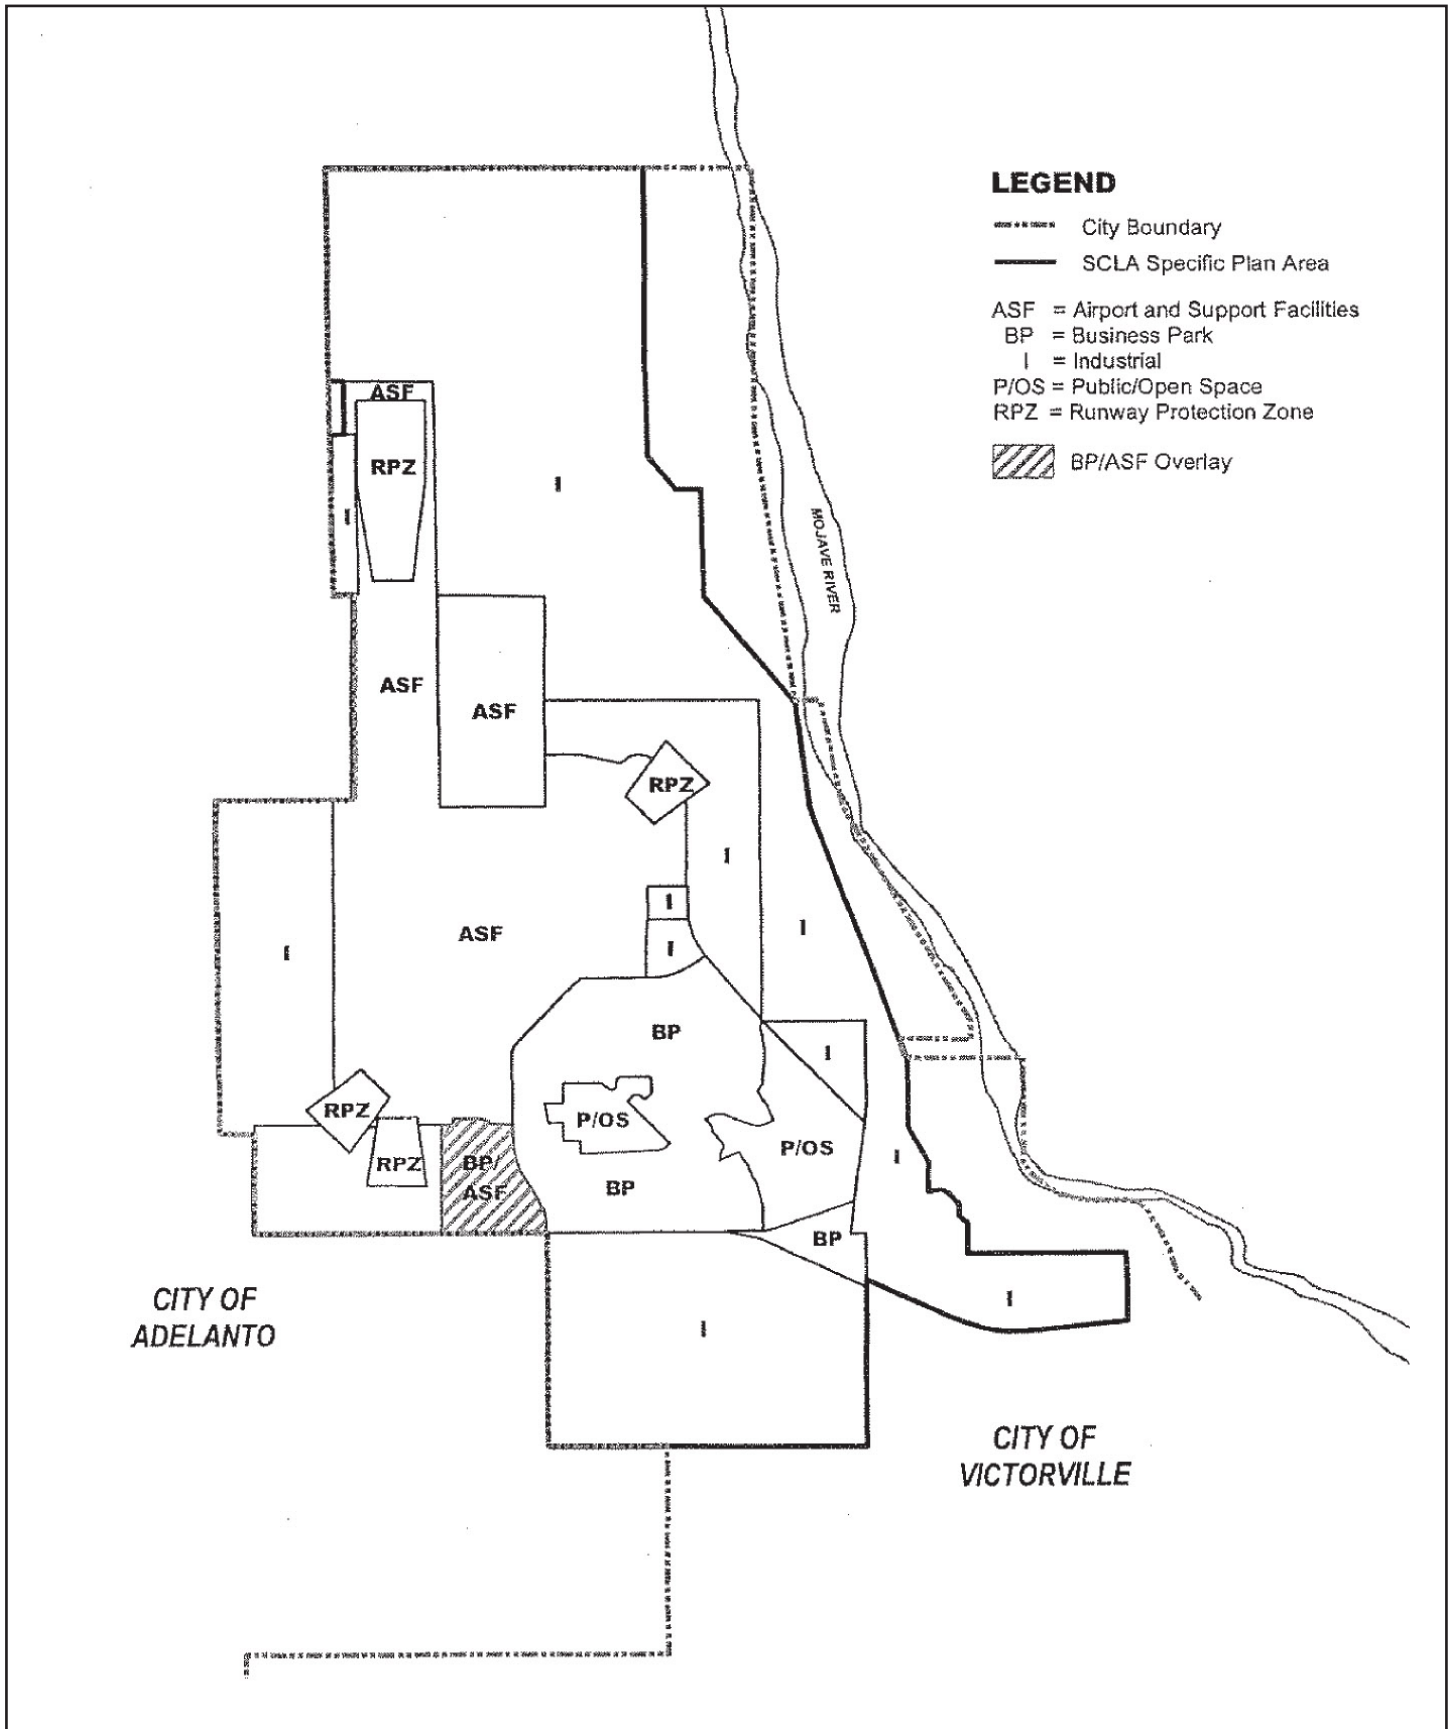 LEGEND
City Boundary
SCLA Specific Plan Area
ASF = Airport and Support Facilities
BP = Business Park
I = Industrial
P/OS = Public/Open Space
RPZ = Runway Protection Zone
BP/ASF Overlay
ASF
RPZ
I
I
MOJAVE RIVER
ASF
ASF
RPZ
I
I
I
ASF
I
I
BP
I
RPZ
P/OS
P/OS
I
RPZ
BP/
ASF
BP
BP
I
I
CITY OF
ADELANTO
CITY OF
VICTORVILLE